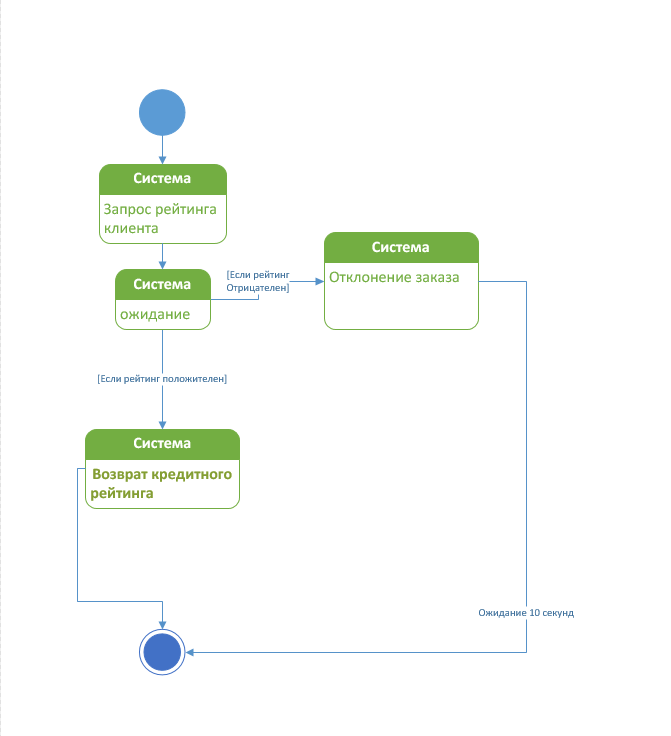 Система
Запрос рейтинга
клиента
Система
ожидание
[Если рейтинг
Отрицателен]
Система
Отклонение заказа
[Если рейтинг положителен]
Система
Возврат кредитного
рейтинга
Ожидание 10 секунд